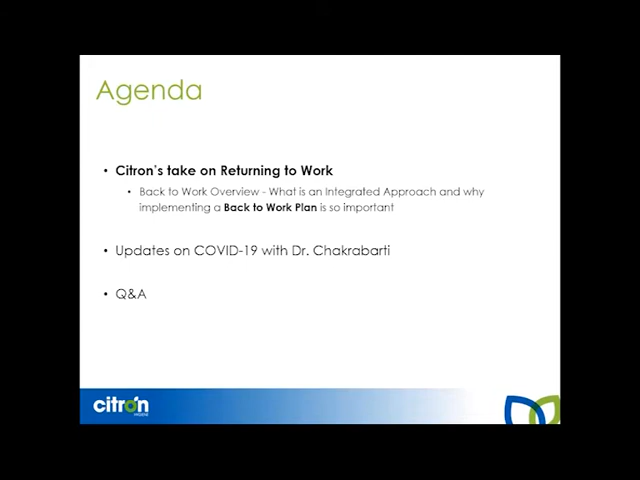 Agenda
• Citron's take on Returning to Work
• Back to Work Overview - What is an Integrated Approach and why
implementing a Back to Work Plan is so important
• Updates on COVID-19 with Dr. Chakrabarti
• Q&A
citron
HYGIENE